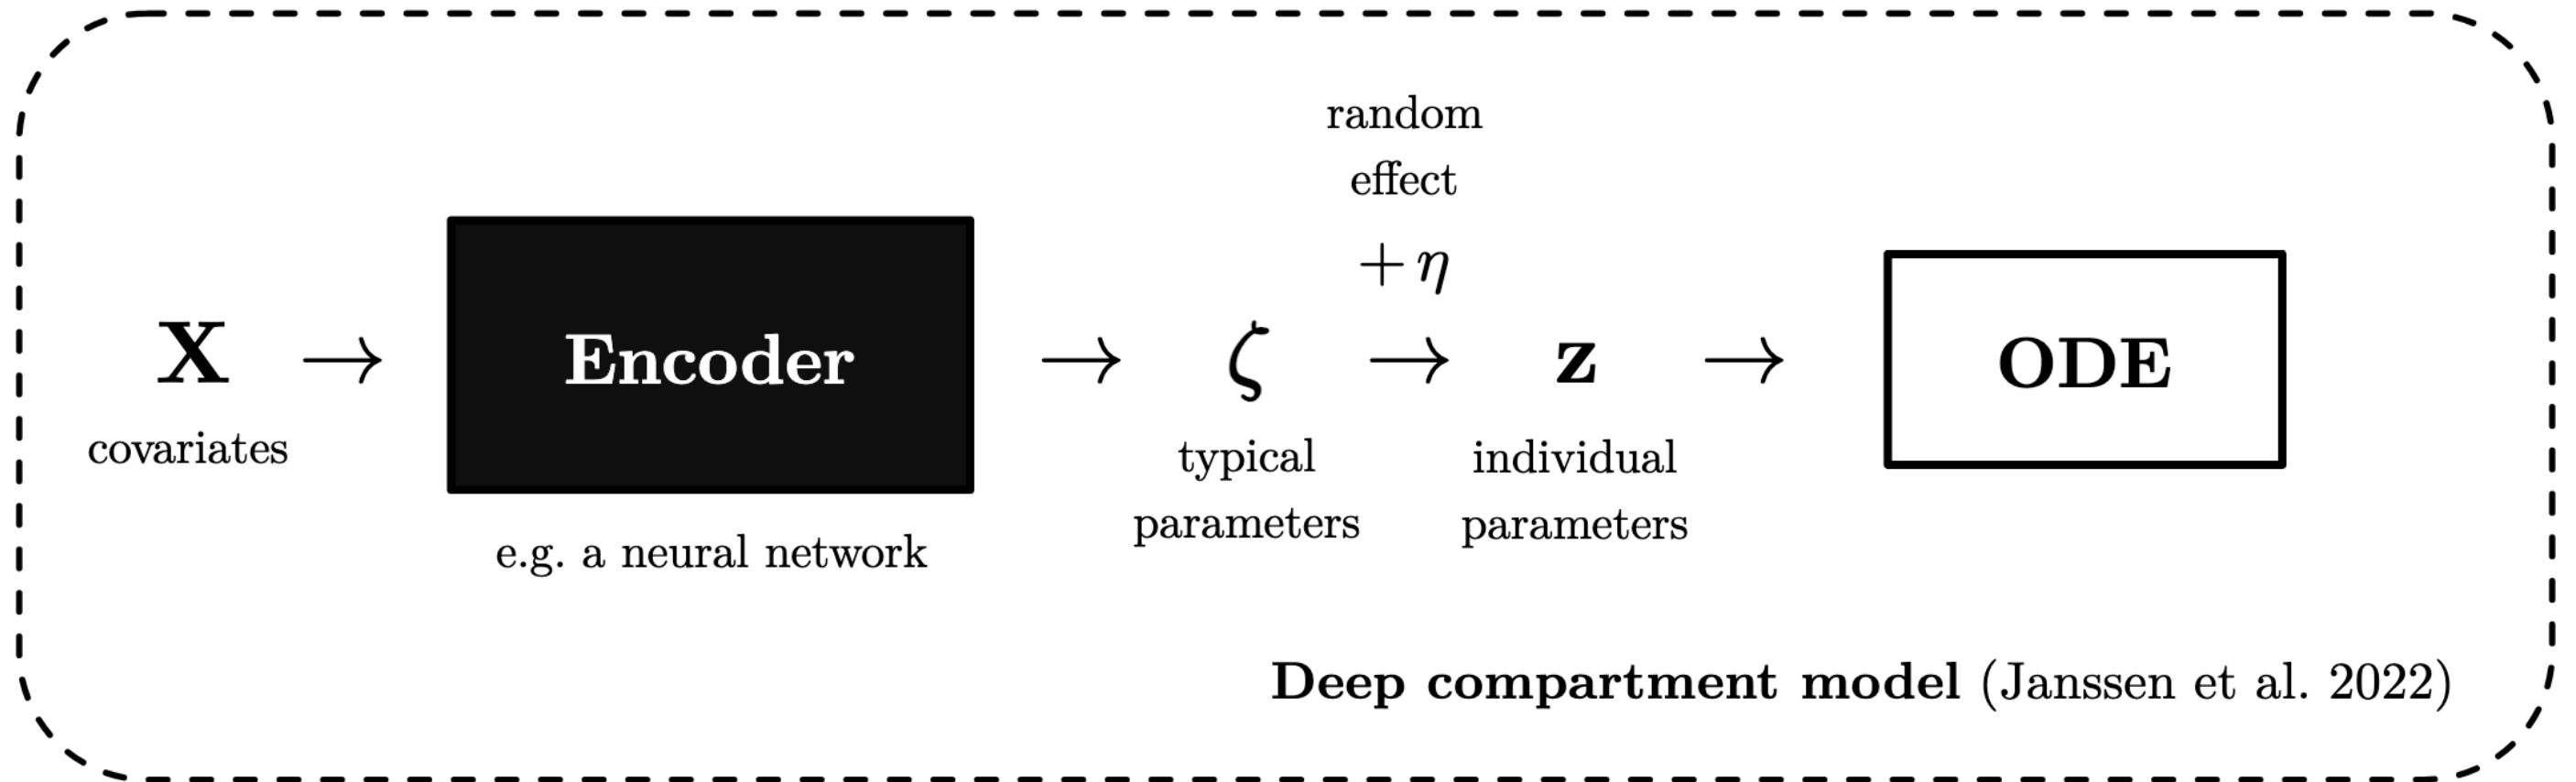 random
effect
+ η
X → Encoder → ζ → z → ODE
covariates
typical
parameters
individual
parameters
e.g. a neural network
Deep compartment model (Janssen et al. 2022)